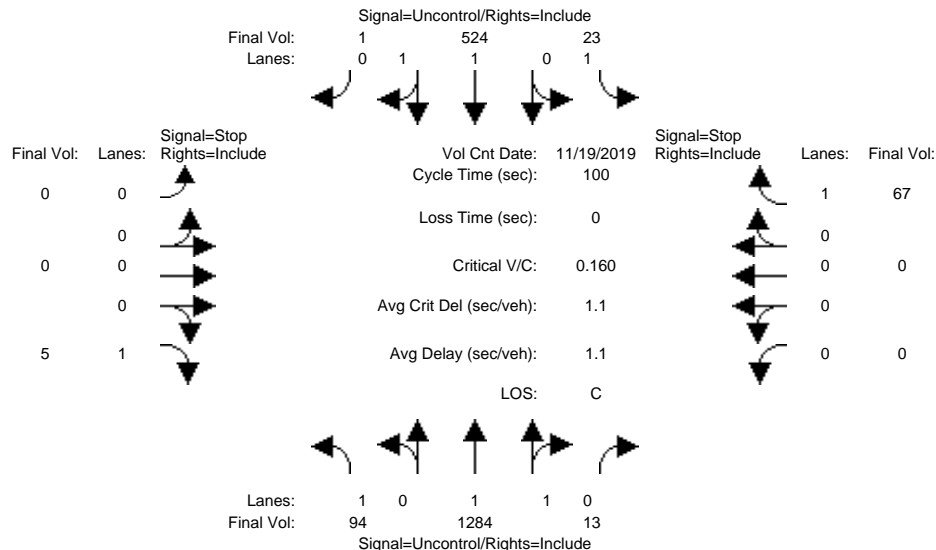 Signal=Uncontrol/Rights=Include
Final Vol: 1 524 23
Lanes: 0 1 1 0 1
Signal=Stop
Final Vol: Lanes: Rights=Include
Vol Cnt Date: 11/19/2019
Signal=Stop
Rights=Include Lanes: Final Vol:
Cycle Time (sec): 100
0 0
1 67
Loss Time (sec): 0
0
0
0 0
Critical V/C: 0.160
0 0
0
Avg Crit Del (sec/veh): 1.1
0
5 1
Avg Delay (sec/veh): 1.1
0 0
LOS: C
Lanes: 1 0 1 1 0
Final Vol: 94 1284 13
Signal=Uncontrol/Rights=Include